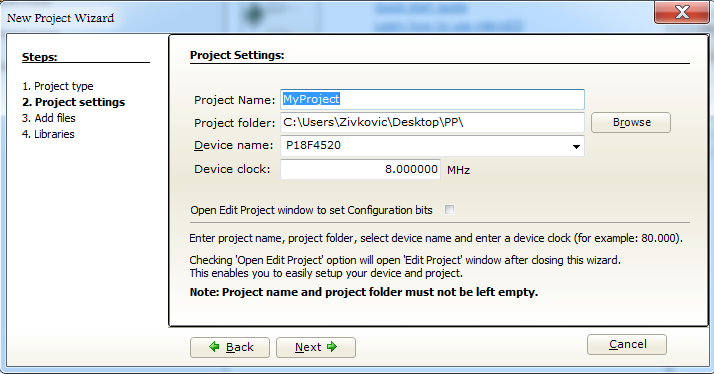 New Project Wizard
Steps:
1. Project type
2. Project settings
3. Add files
4. Libraries
Project Settings:
Project Name: MyProject
Project folder: C:\Users\Zivkovic\Desktop\PP\ Browse
Device name: P18F4520
Device clock: 8.000000 MHz
Open Edit Project window to set Configuration bits
Enter project name, project folder, select device name and enter a device clock (for example: 80.000).
Checking 'Open Edit Project' option will open 'Edit Project' window after closing this wizard.
This enables you to easily setup your device and project.
Note: Project name and project folder must not be left empty.
Back Next Cancel